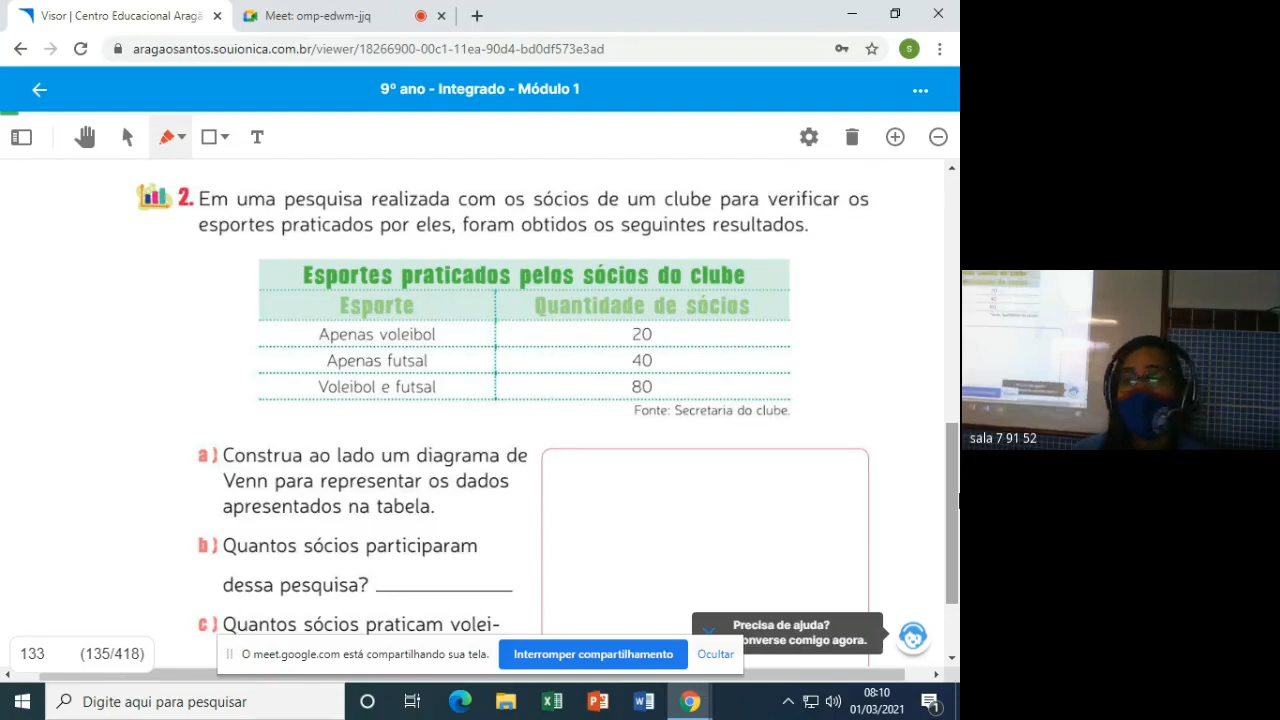 Visor | Centro Educacional Aragã
Meet: omp-edwm-jjq
aragaosantos.souionica.com.br/viewer/18266900-00c1-11ea-90d4-bd0df573e3ad
S
9º ano - Integrado - Módulo 1
T
2. Em uma pesquisa realizada com os sócios de um clube para verificar os
esportes praticados por eles, foram obtidos os seguintes resultados.
Esportes praticados pelos sócios do clube
Esporte Quantidade de sócios
Apenas voleibol 20
Apenas futsal 40
Voleibol e futsal 80
Fonte: Secretaria do clube.
a) Construa ao lado um diagrama de
Venn para representar os dados
apresentados na tabela.
b) Quantos sócios participaram
dessa pesquisa?
c) Quantos sócios praticam volei-
Precisa de ajuda?
onverse comigo agora.
133 (135/418)
O meet.google.com está compartilhando sua tela.
Interromper compartilhamento
Ocultar
sala 7 91 52
Digite aqui para pesquisar
08:10
01/03/2021
1